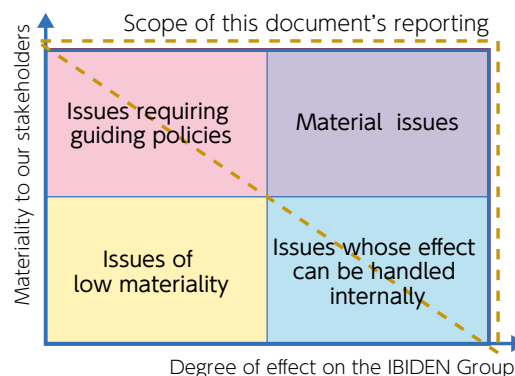 Scope of this document's reporting
Materiality to our stakeholders
Issues requiring
guiding policies
Material issues
Issues of
low materiality
Issues whose effect
can be handled
internally
Degree of effect on the IBIDEN Group